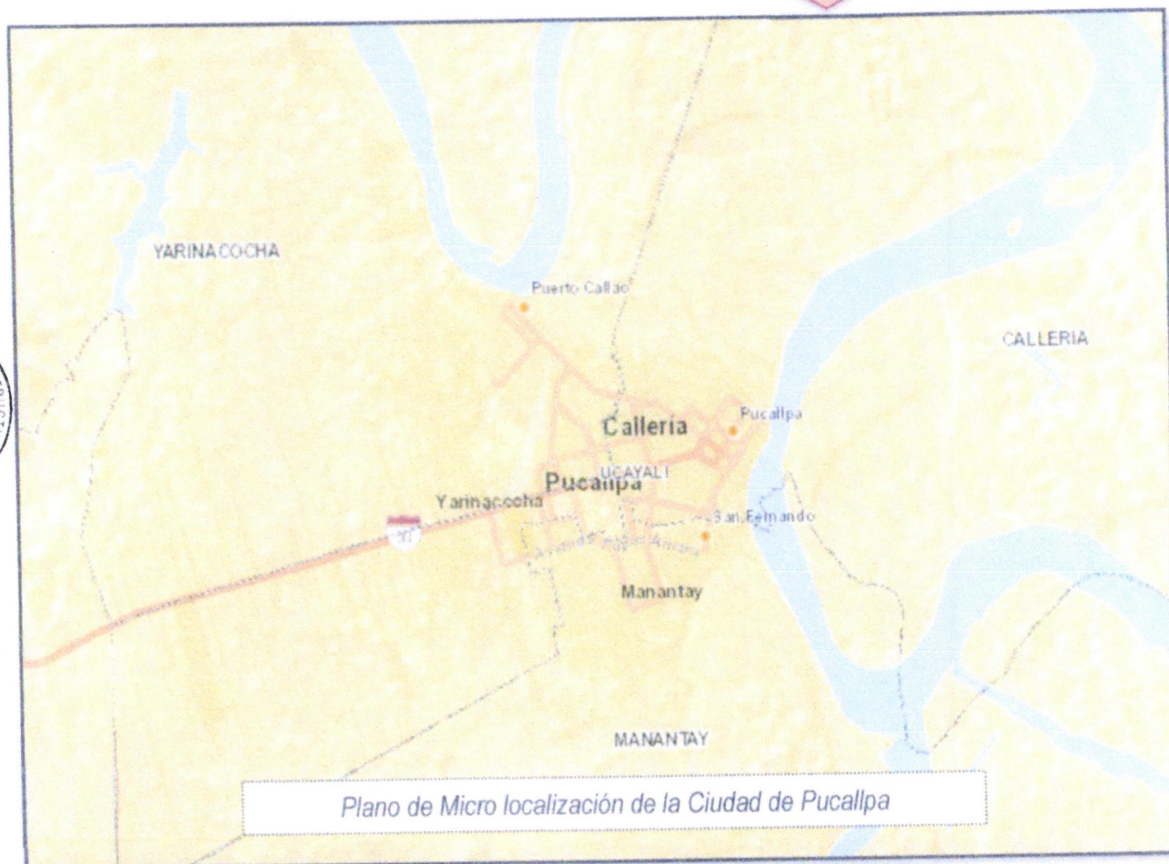 YARINACOCHA
Puerto Callao
CALLERIA
Pucallpa
Callería
UCAYALI
Pucallpa
Yarinacocha
San Fernando
Manantay
MANANTAY
Plano de Micro localización de la Ciudad de Pucallpa